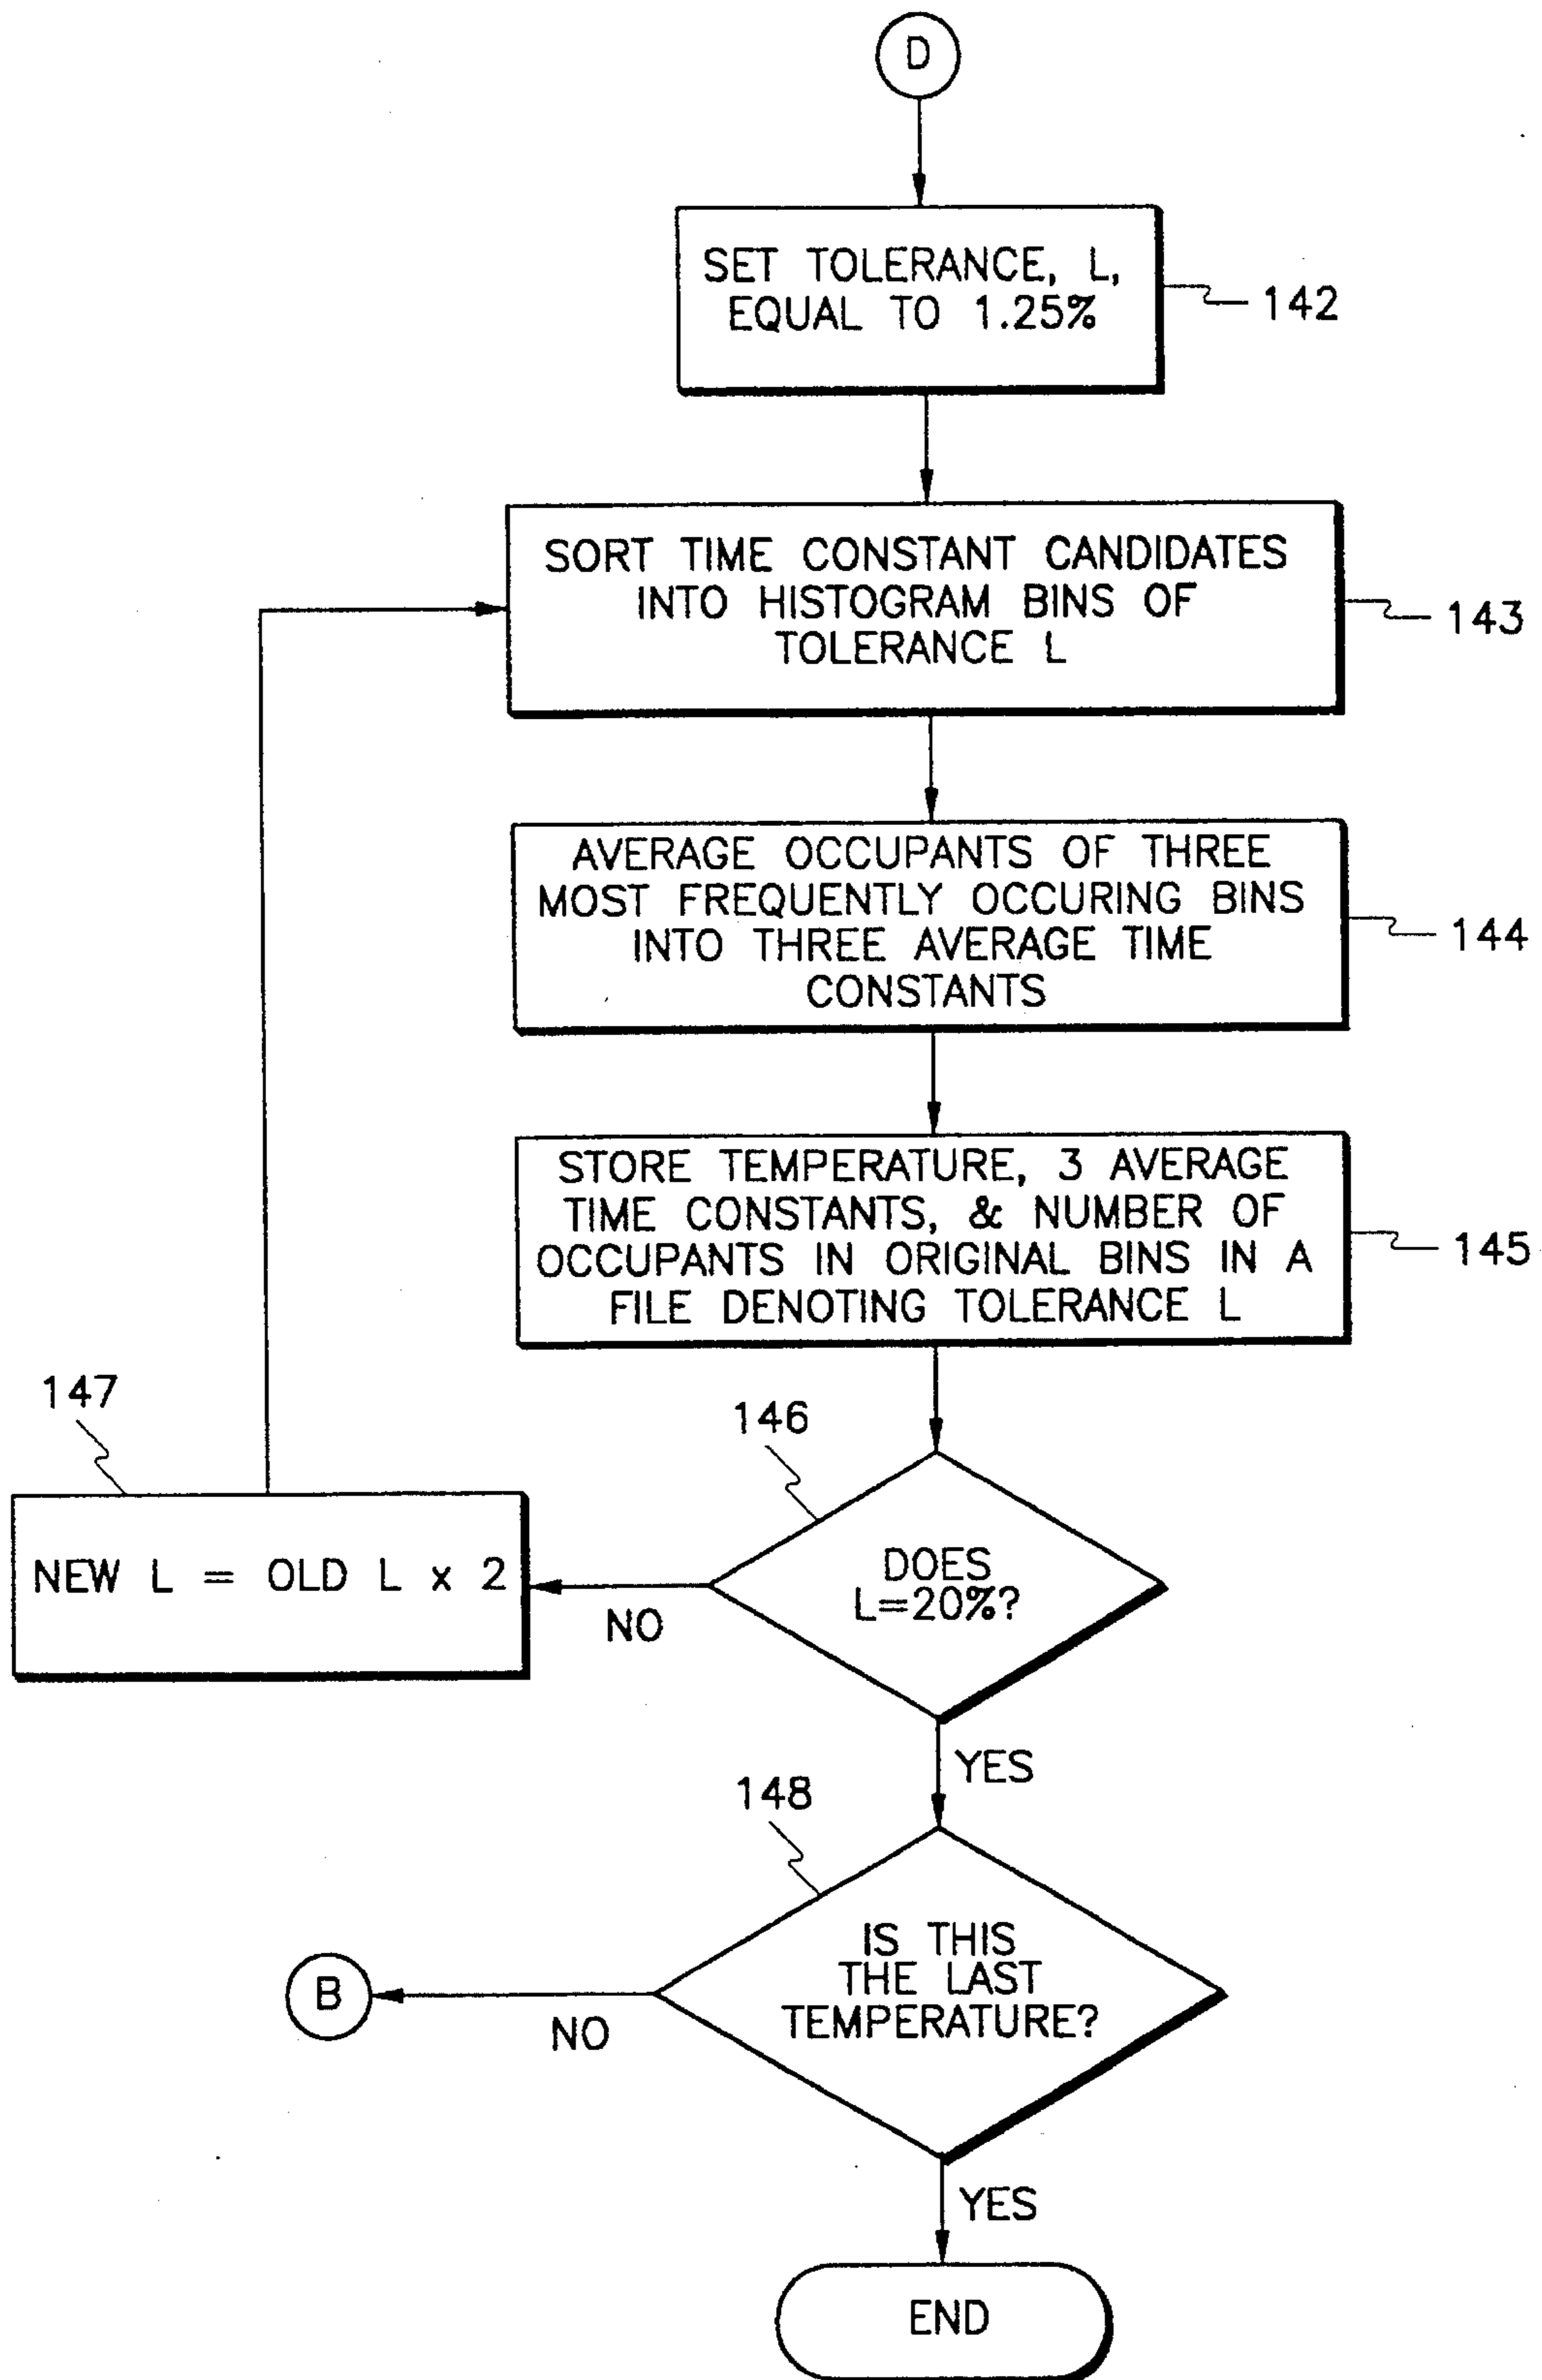 D
SET TOLERANCE, L,
EQUAL TO 1.25%
142
SORT TIME CONSTANT CANDIDATES
INTO HISTOGRAM BINS OF
TOLERANCE L
143
AVERAGE OCCUPANTS OF THREE
MOST FREQUENTLY OCCURING BINS
INTO THREE AVERAGE TIME
CONSTANTS
144
STORE TEMPERATURE, 3 AVERAGE
TIME CONSTANTS, & NUMBER OF
OCCUPANTS IN ORIGINAL BINS IN A
FILE DENOTING TOLERANCE L
145
146
DOES
L=20%?
NO
147
NEW L = OLD L x 2
YES
148
IS THIS
THE LAST
TEMPERATURE?
NO
B
YES
END